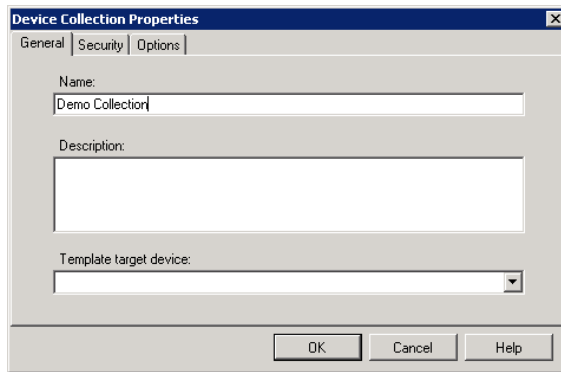 Device Collection Properties
General Security Options
Name:
Demo Collection
Description:
Template target device:
OK Cancel Help